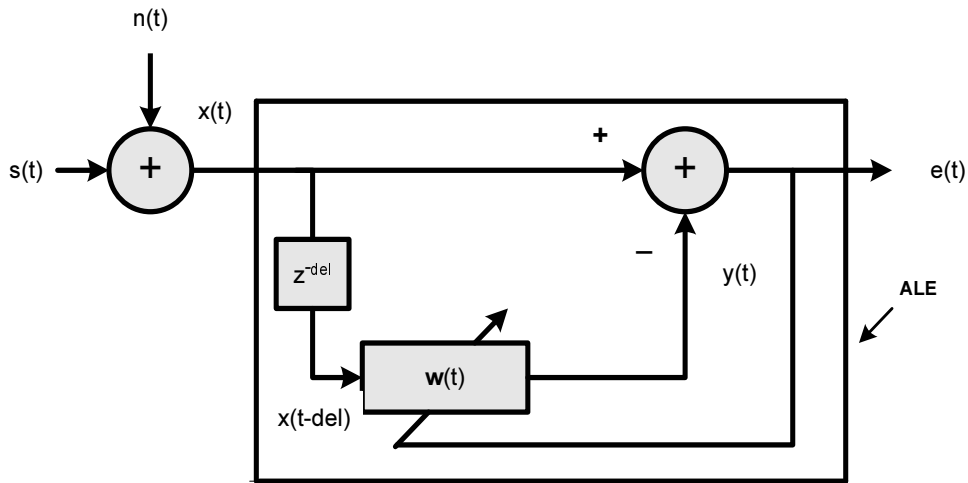 n(t)
x(t)
s(t)
+
+
+
e(t)
z-del
–
y(t)
ALE
w(t)
x(t-del)